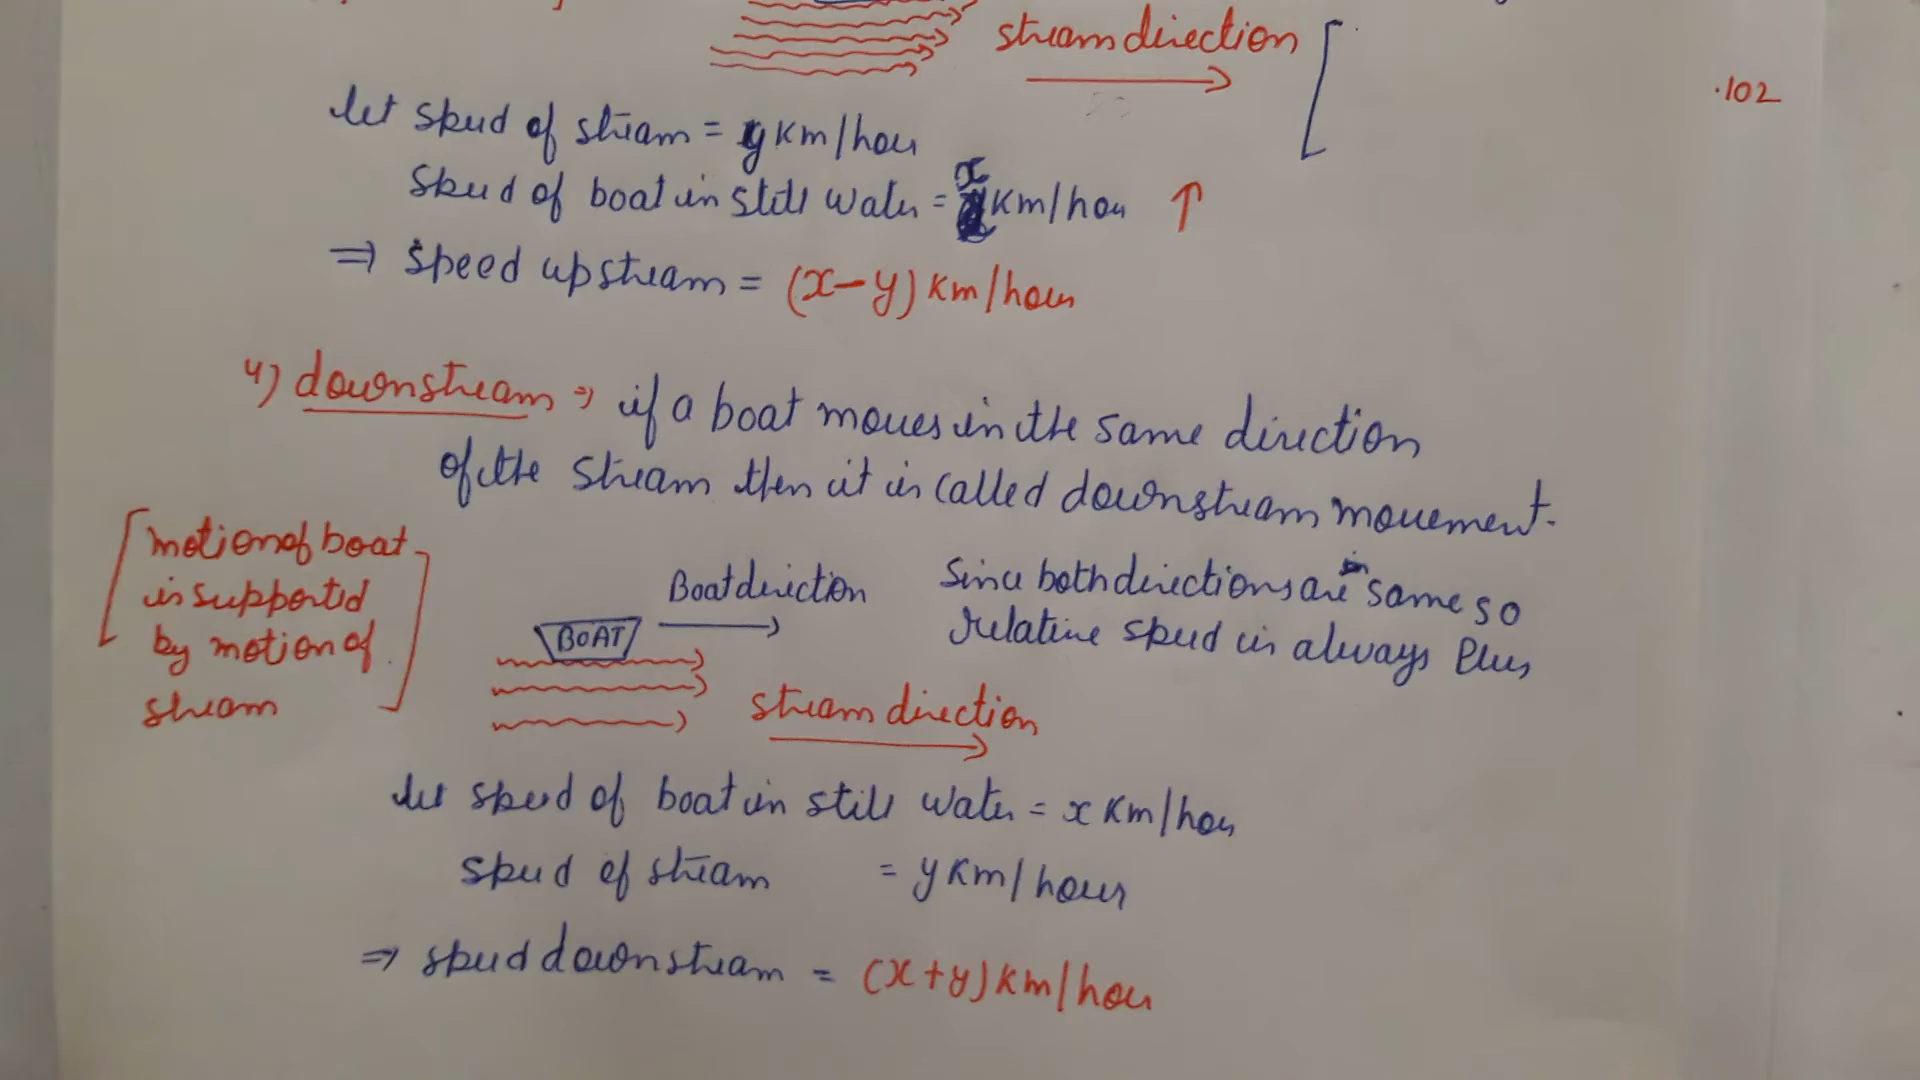 stream direction
.102
let speed of stream = y km/hour
speed of boat in still water = x km/hour ↑
⇒ speed upstream = (x-y) km/hour
4) downstream ⇒ if a boat moves in the same direction
of the stream then it is called downstream movement.
[motion of boat
is supported
by motion of
stream]
Boat direction
BOAT
stream direction
Since both directions are in same so
relative speed is always plus
let speed of boat in still water = x km/hour
speed of stream = y km/hour
⇒ speed downstream = (x+y) km/hour